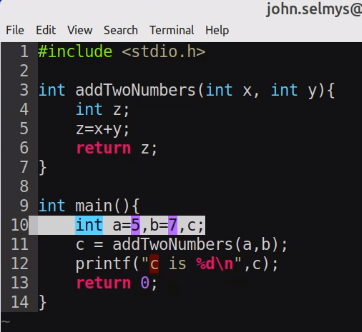 john.selmys@
File Edit View Search Terminal Help
1 #include <stdio.h>
2
3 int addTwoNumbers(int x, int y){
4     int z;
5     z=x+y;
6     return z;
7 }
8
9 int main(){
10     int a=5,b=7,c;
11     c = addTwoNumbers(a,b);
12     printf("c is %d\n",c);
13     return 0;
14 }
~